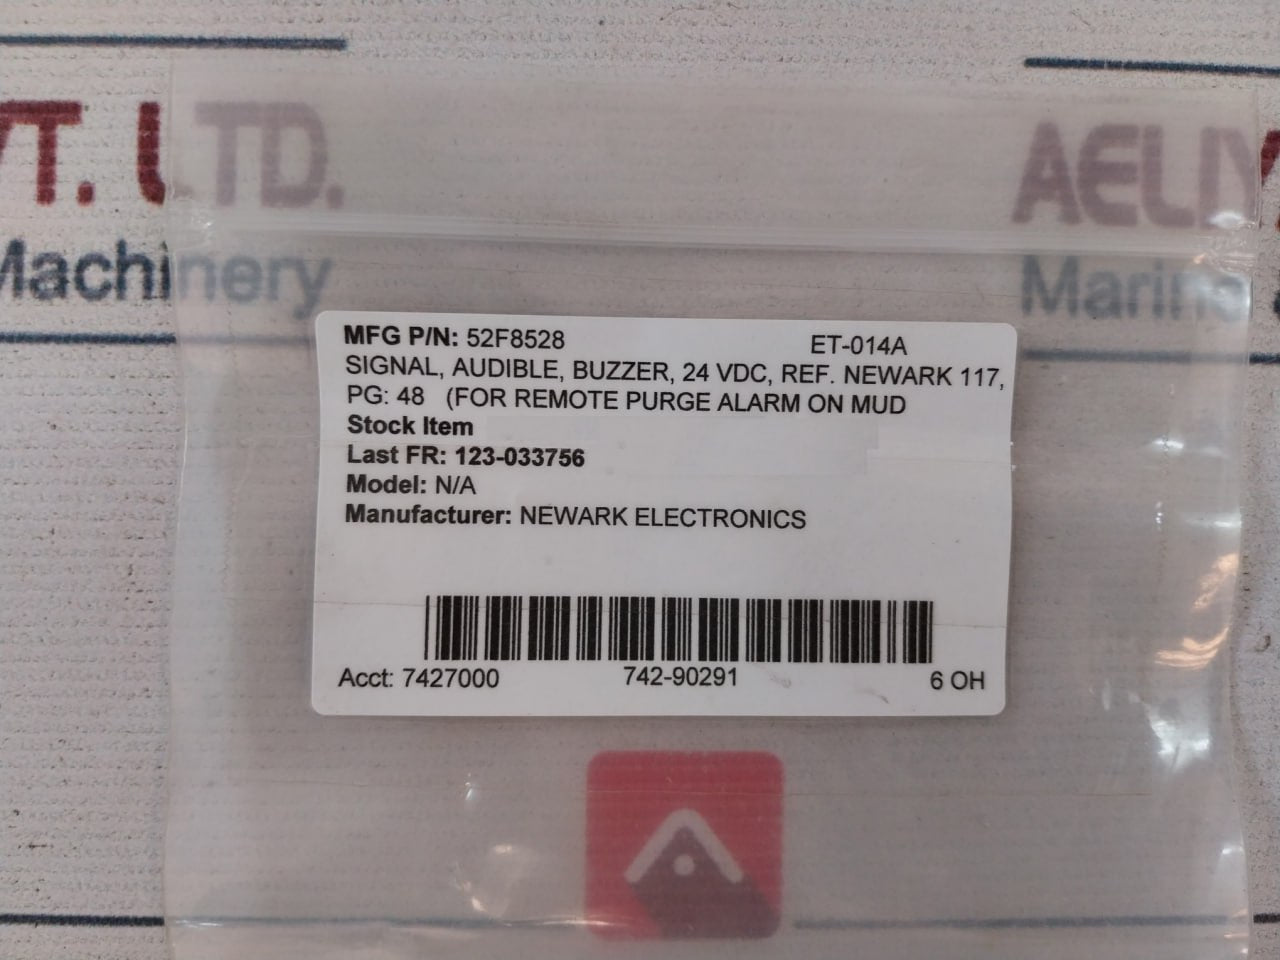 VT. LTD.
AELIY
Machinery
Marine
MFG P/N: 52F8528 ET-014A
SIGNAL, AUDIBLE, BUZZER, 24 VDC, REF. NEWARK 117,
PG: 48 (FOR REMOTE PURGE ALARM ON MUD
Stock Item
Last FR: 123-033756
Model: N/A
Manufacturer: NEWARK ELECTRONICS
Acct: 7427000 742-90291 6 OH